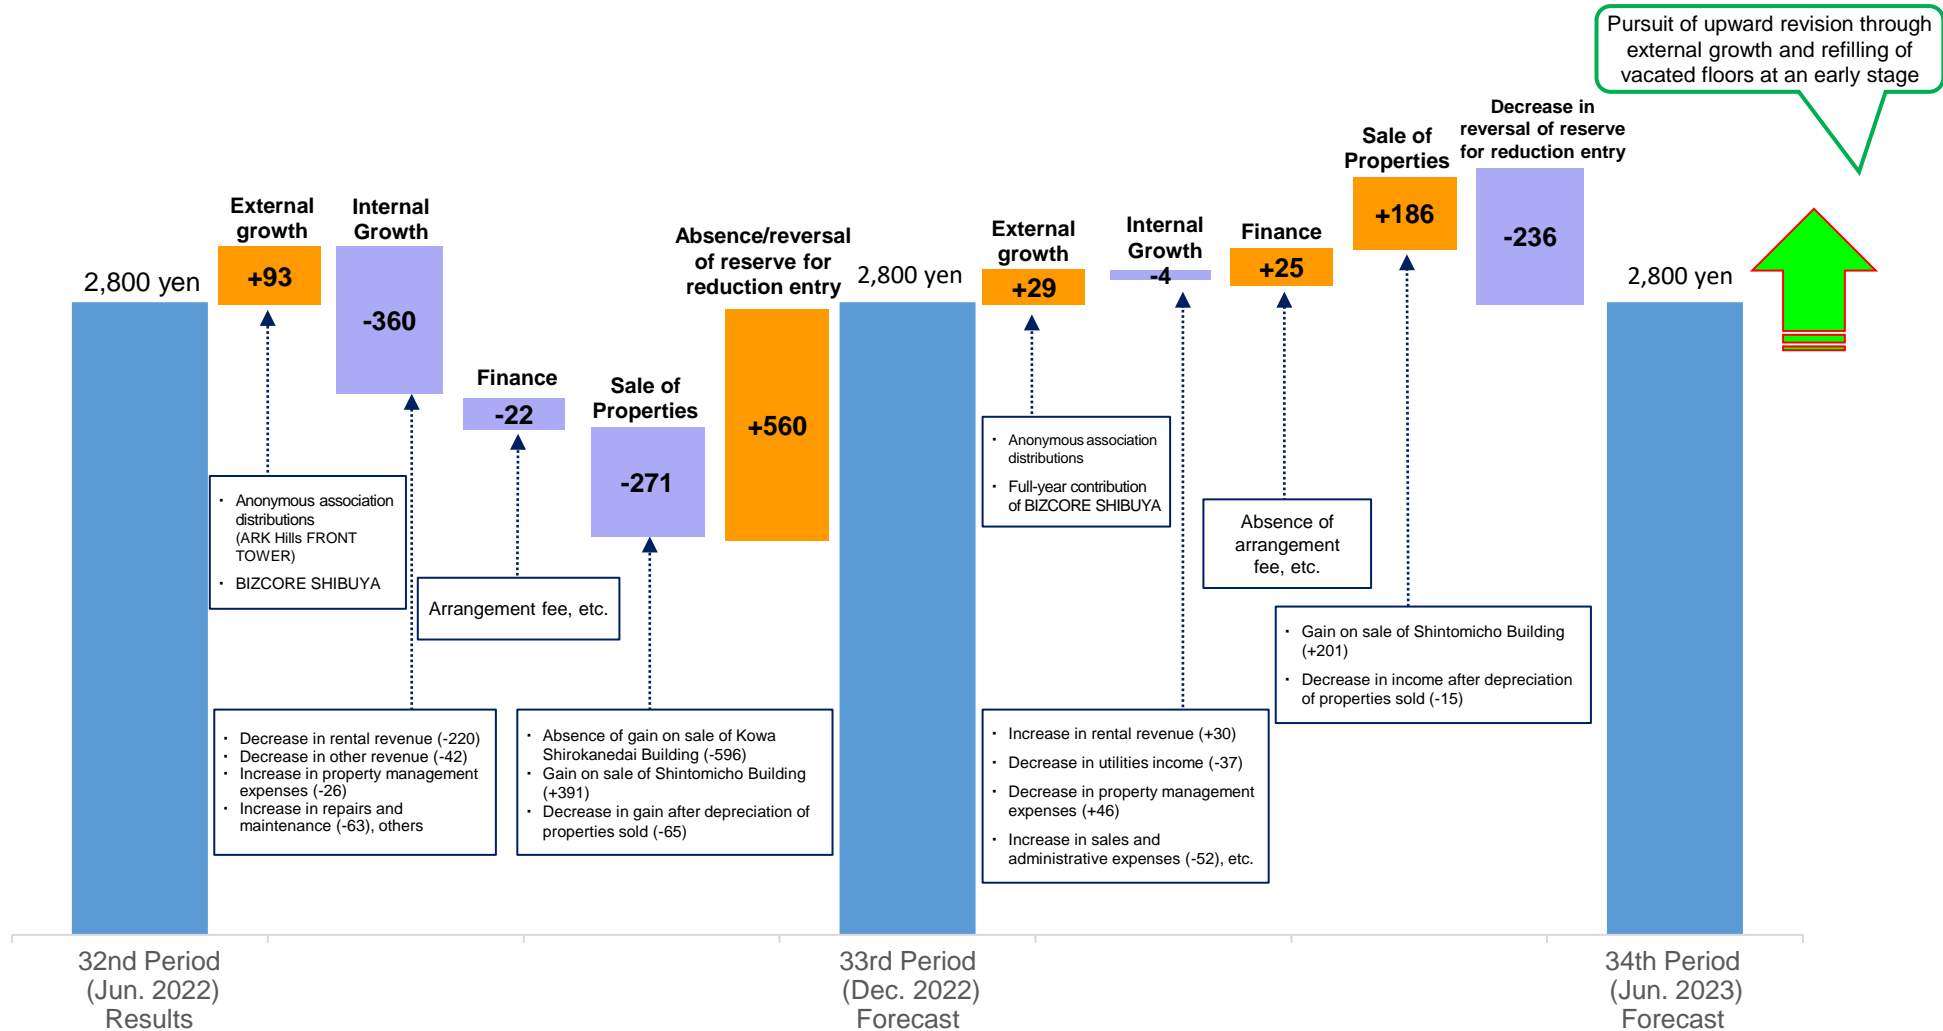 Pursuit of upward revision through
external growth and refilling of
vacated floors at an early stage
2,800 yen
External
growth
+93
Internal
Growth
-360
Finance
-22
Sale of
Properties
-271
Absence/reversal
of reserve for
reduction entry
+560
2,800 yen
External
growth
+29
Internal
Growth
-4
Finance
+25
Sale of
Properties
+186
Decrease in
reversal of reserve
for reduction entry
-236
2,800 yen
・ Anonymous association
distributions
(ARK Hills FRONT
TOWER)
・ BIZCORE SHIBUYA
Arrangement fee, etc.
・ Decrease in rental revenue (-220)
・ Decrease in other revenue (-42)
・ Increase in property management
expenses (-26)
・ Increase in repairs and
maintenance (-63), others
・ Absence of gain on sale of Kowa
Shirokanedai Building (-596)
・ Gain on sale of Shintomicho Building
(+391)
・ Decrease in gain after depreciation of
properties sold (-65)
・ Anonymous association
distributions
・ Full-year contribution
of BIZCORE SHIBUYA
Absence of
arrangement
fee, etc.
・ Gain on sale of Shintomicho Building
(+201)
・ Decrease in income after depreciation
of properties sold (-15)
・ Increase in rental revenue (+30)
・ Decrease in utilities income (-37)
・ Decrease in property management
expenses (+46)
・ Increase in sales and
administrative expenses (-52), etc.
32nd Period
(Jun. 2022)
Results
33rd Period
(Dec. 2022)
Forecast
34th Period
(Jun. 2023)
Forecast